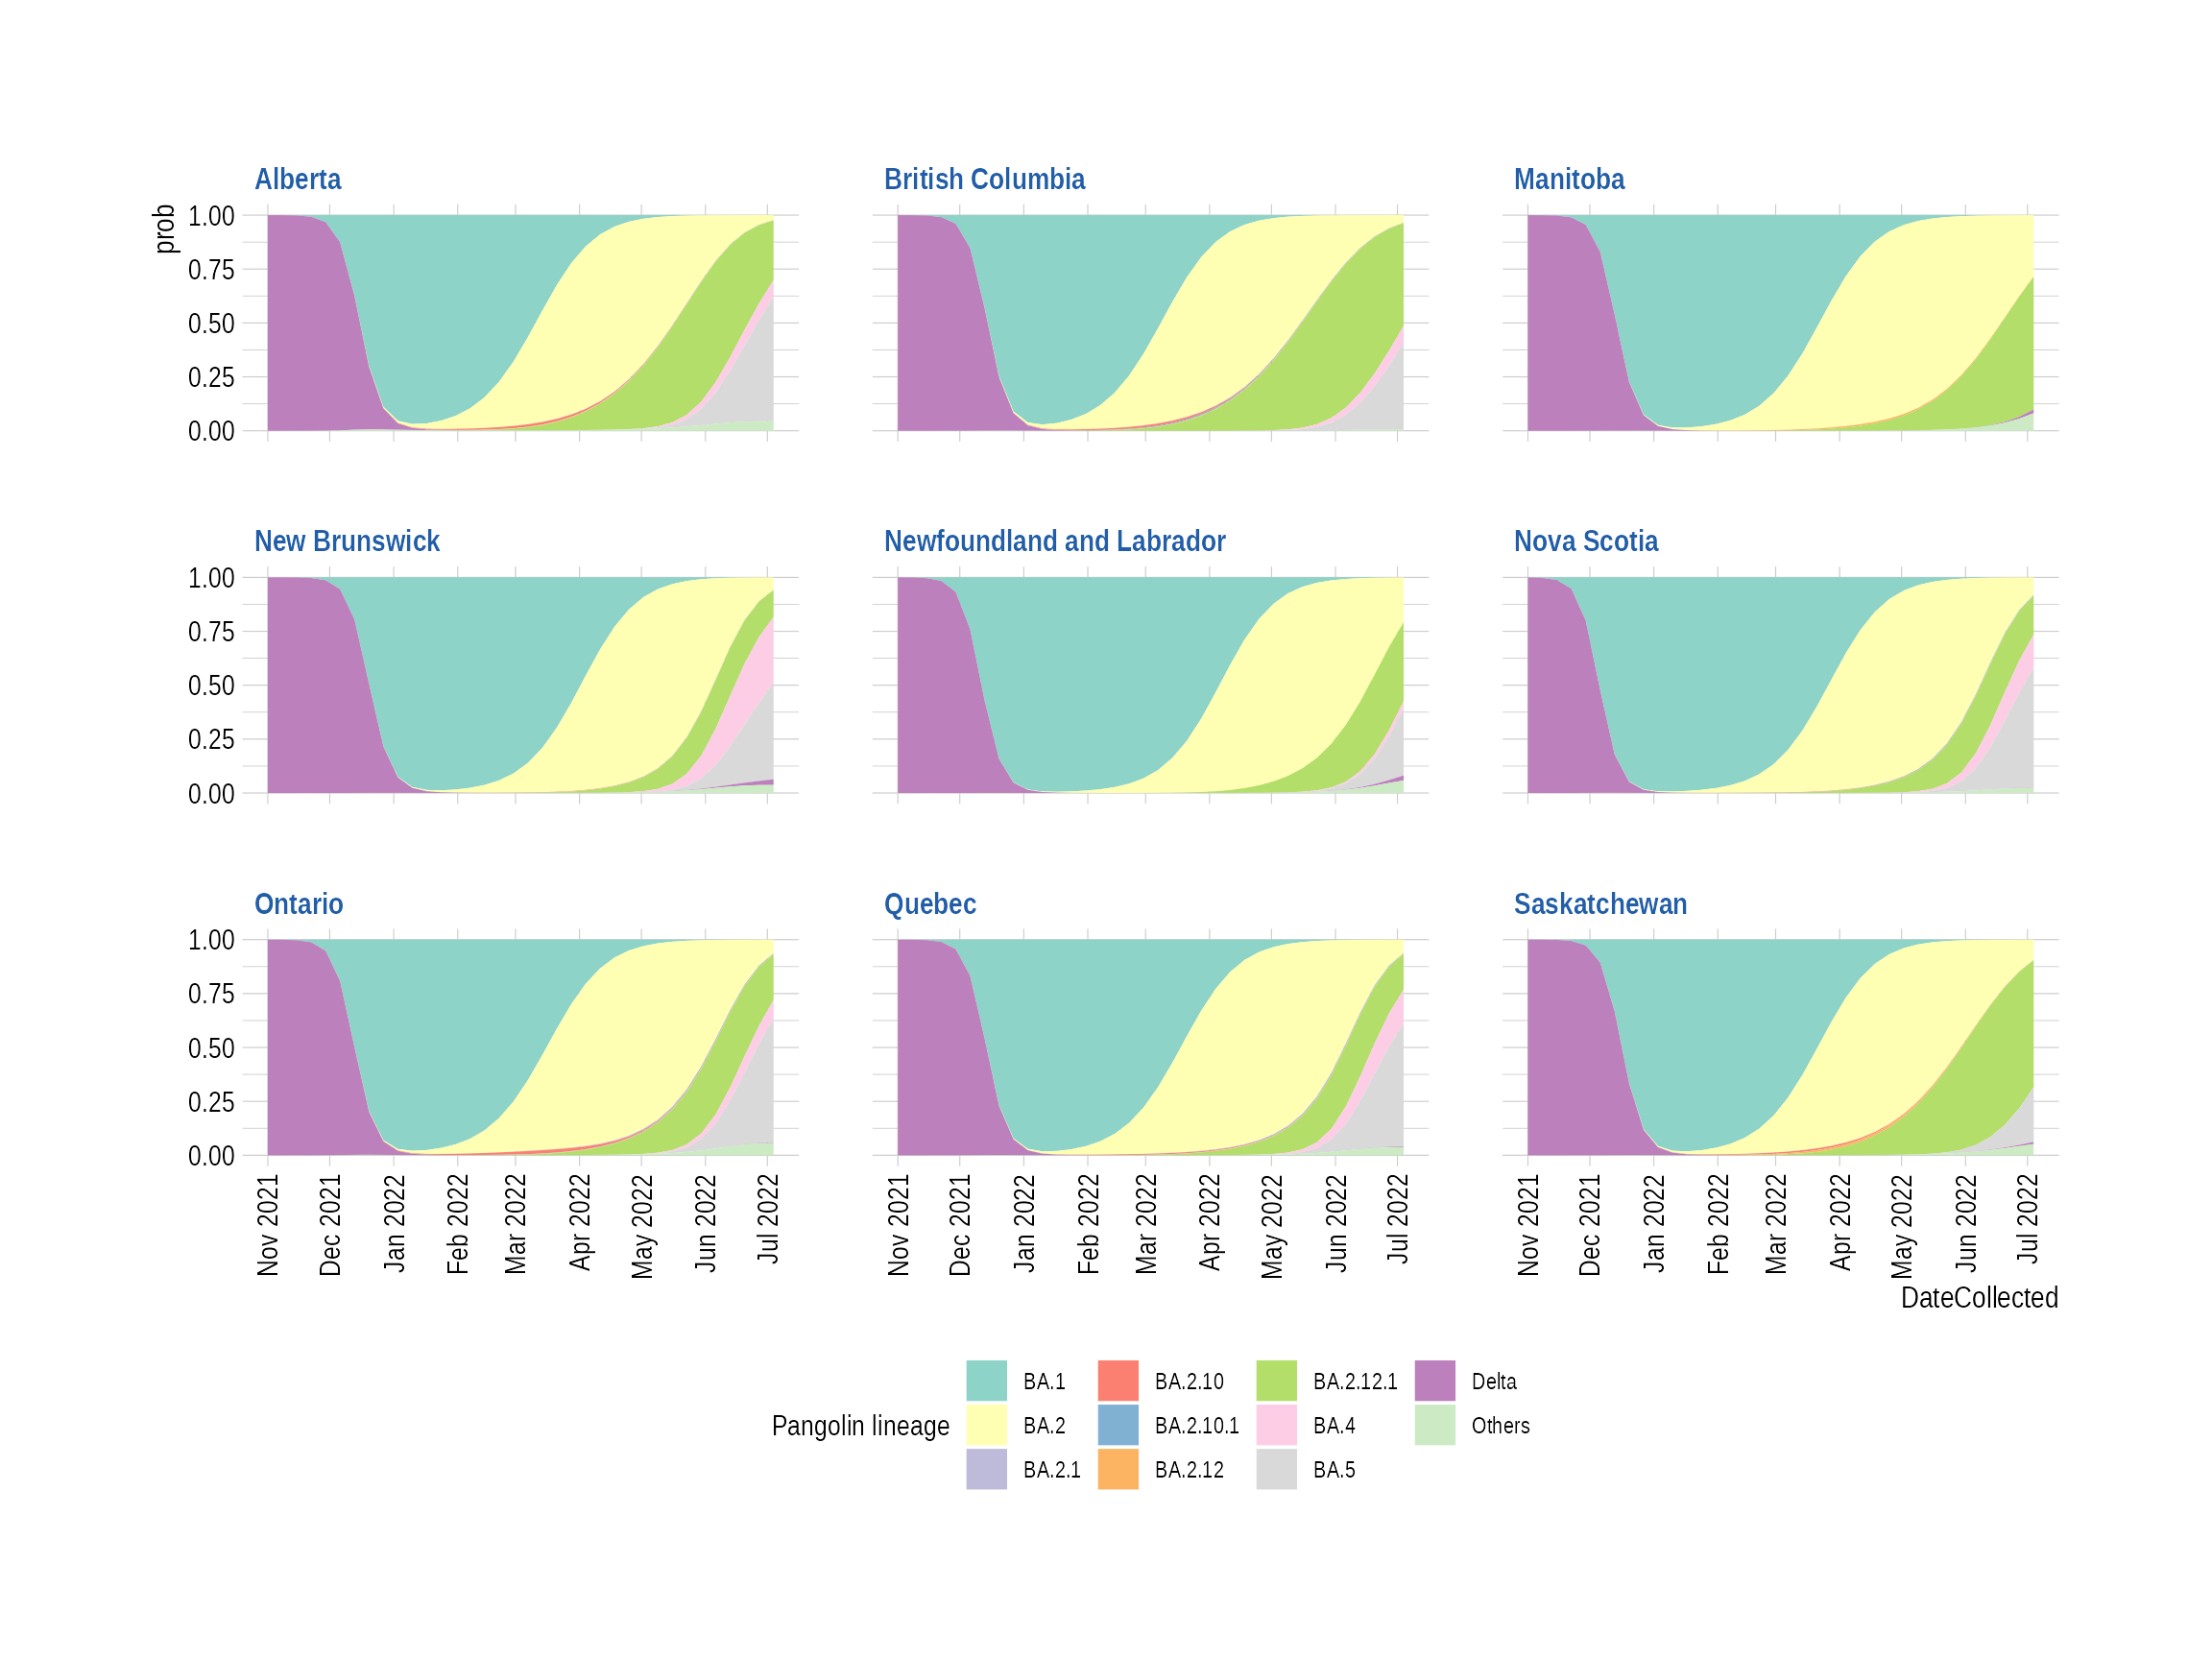 Alberta
British Columbia
Manitoba
prob
1.00
0.75
0.50
0.25
0.00
New Brunswick
Newfoundland and Labrador
Nova Scotia
1.00
0.75
0.50
0.25
0.00
Ontario
Quebec
Saskatchewan
1.00
0.75
0.50
0.25
0.00
Nov 2021
Dec 2021
Jan 2022
Feb 2022
Mar 2022
Apr 2022
May 2022
Jun 2022
Jul 2022
Nov 2021
Dec 2021
Jan 2022
Feb 2022
Mar 2022
Apr 2022
May 2022
Jun 2022
Jul 2022
Nov 2021
Dec 2021
Jan 2022
Feb 2022
Mar 2022
Apr 2022
May 2022
Jun 2022
Jul 2022
DateCollected
Pangolin lineage
BA.1
BA.2
BA.2.1
BA.2.10
BA.2.10.1
BA.2.12
BA.2.12.1
BA.4
BA.5
Delta
Others